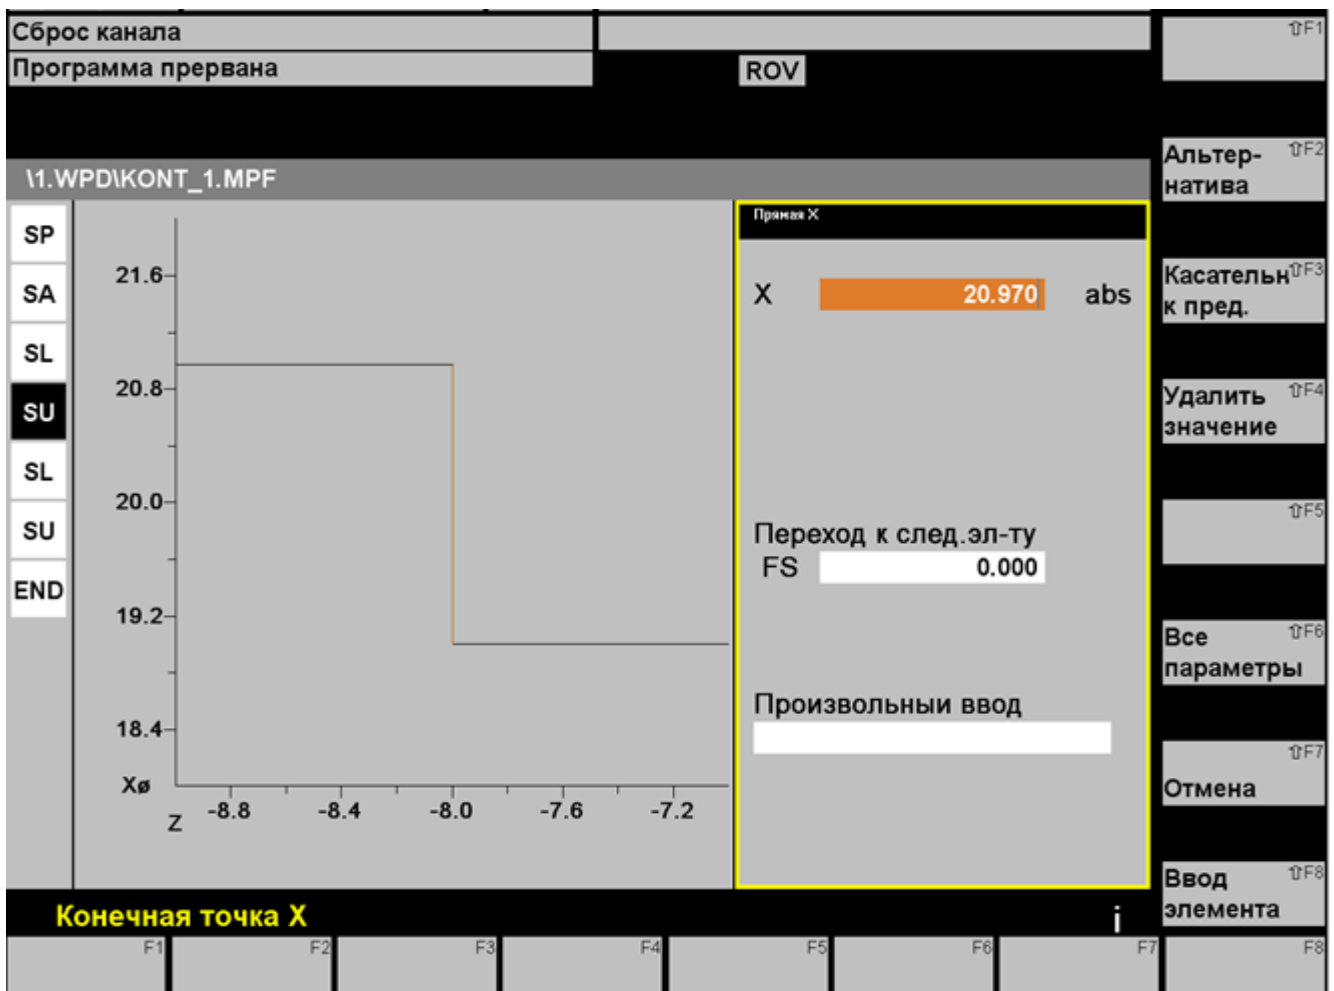 Сброс канала
⇧F1
Программа прервана
ROV
Альтер-
натива
⇧F2
\1.WPD\KONT_1.MPF
SP
SA
SL
SU
SL
SU
END
21.6
20.8
20.0
19.2
18.4
Xø
Z
-8.8
-8.4
-8.0
-7.6
-7.2
Прямая X
X
20.970
abs
Переход к след.эл-ту
FS
0.000
Произвольныи ввод
Касательн
к пред.
⇧F3
Удалить
значение
⇧F4
⇧F5
Все
параметры
⇧F6
Отмена
⇧F7
Ввод
элемента
⇧F8
Конечная точка X
i
F1
F2
F3
F4
F5
F6
F7
F8